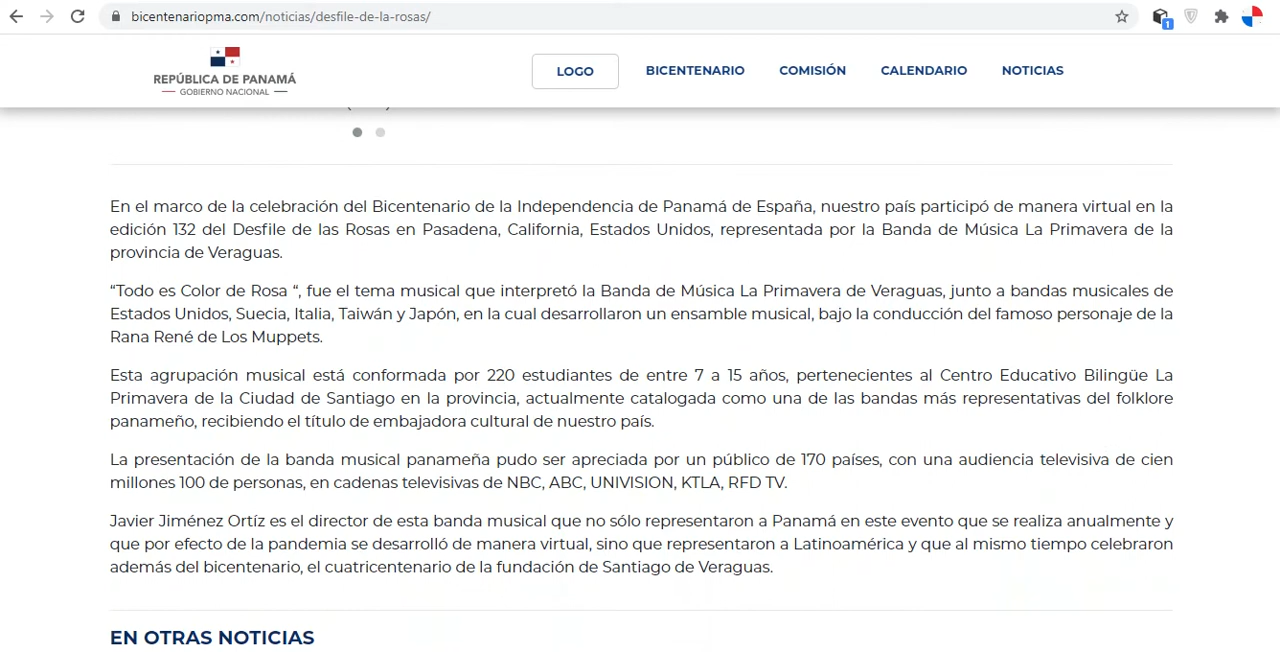 bicentenariopma.com/noticias/desfile-de-la-rosas/
1
REPÚBLICA DE PANAMÁ
GOBIERNO NACIONAL
LOGO
BICENTENARIO
COMISIÓN
CALENDARIO
NOTICIAS
En el marco de la celebración del Bicentenario de la Independencia de Panamá de España, nuestro país participó de manera virtual en la
edición 132 del Desfile de las Rosas en Pasadena, California, Estados Unidos, representada por la Banda de Música La Primavera de la
provincia de Veraguas.
“Todo es Color de Rosa “, fue el tema musical que interpretó la Banda de Música La Primavera de Veraguas, junto a bandas musicales de
Estados Unidos, Suecia, Italia, Taiwán y Japón, en la cual desarrollaron un ensamble musical, bajo la conducción del famoso personaje de la
Rana René de Los Muppets.
Esta agrupación musical está conformada por 220 estudiantes de entre 7 a 15 años, pertenecientes al Centro Educativo Bilingüe La
Primavera de la Ciudad de Santiago en la provincia, actualmente catalogada como una de las bandas más representativas del folklore
panameño, recibiendo el título de embajadora cultural de nuestro país.
La presentación de la banda musical panameña pudo ser apreciada por un público de 170 países, con una audiencia televisiva de cien
millones 100 de personas, en cadenas televisivas de NBC, ABC, UNIVISION, KTLA, RFD TV.
Javier Jiménez Ortíz es el director de esta banda musical que no sólo representaron a Panamá en este evento que se realiza anualmente y
que por efecto de la pandemia se desarrolló de manera virtual, sino que representaron a Latinoamérica y que al mismo tiempo celebraron
además del bicentenario, el cuatricentenario de la fundación de Santiago de Veraguas.
EN OTRAS NOTICIAS